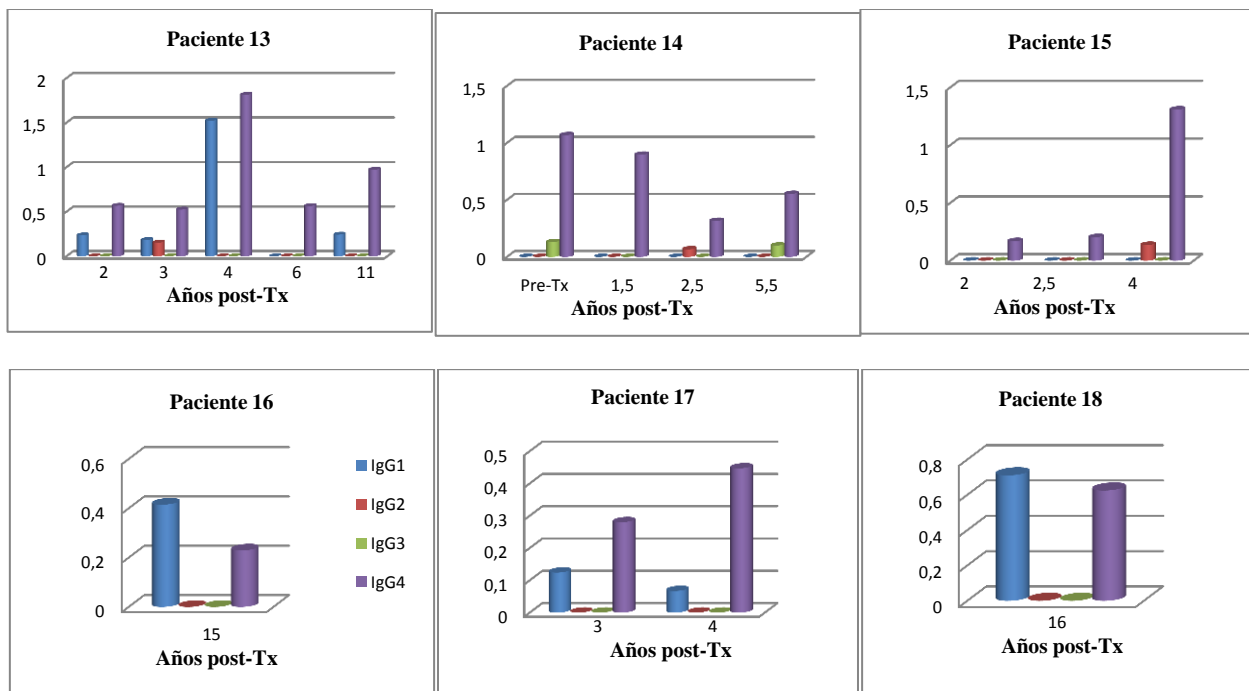 Paciente 13
2
1,5
1
0,5
0
2 3 4 6 11
Años post-Tx
Paciente 14
1,5
1
0,5
0
Pre-Tx 1,5 2,5 5,5
Años post-Tx
Paciente 15
1,5
1
0,5
0
2 2,5 4
Años post-Tx
Paciente 16
0,6
0,4
0,2
0
15
Años post-Tx
IgG1
IgG2
IgG3
IgG4
Paciente 17
0,5
0,4
0,3
0,2
0,1
0
3 4
Años post-Tx
Paciente 18
0,8
0,6
0,4
0,2
0
16
Años post-Tx